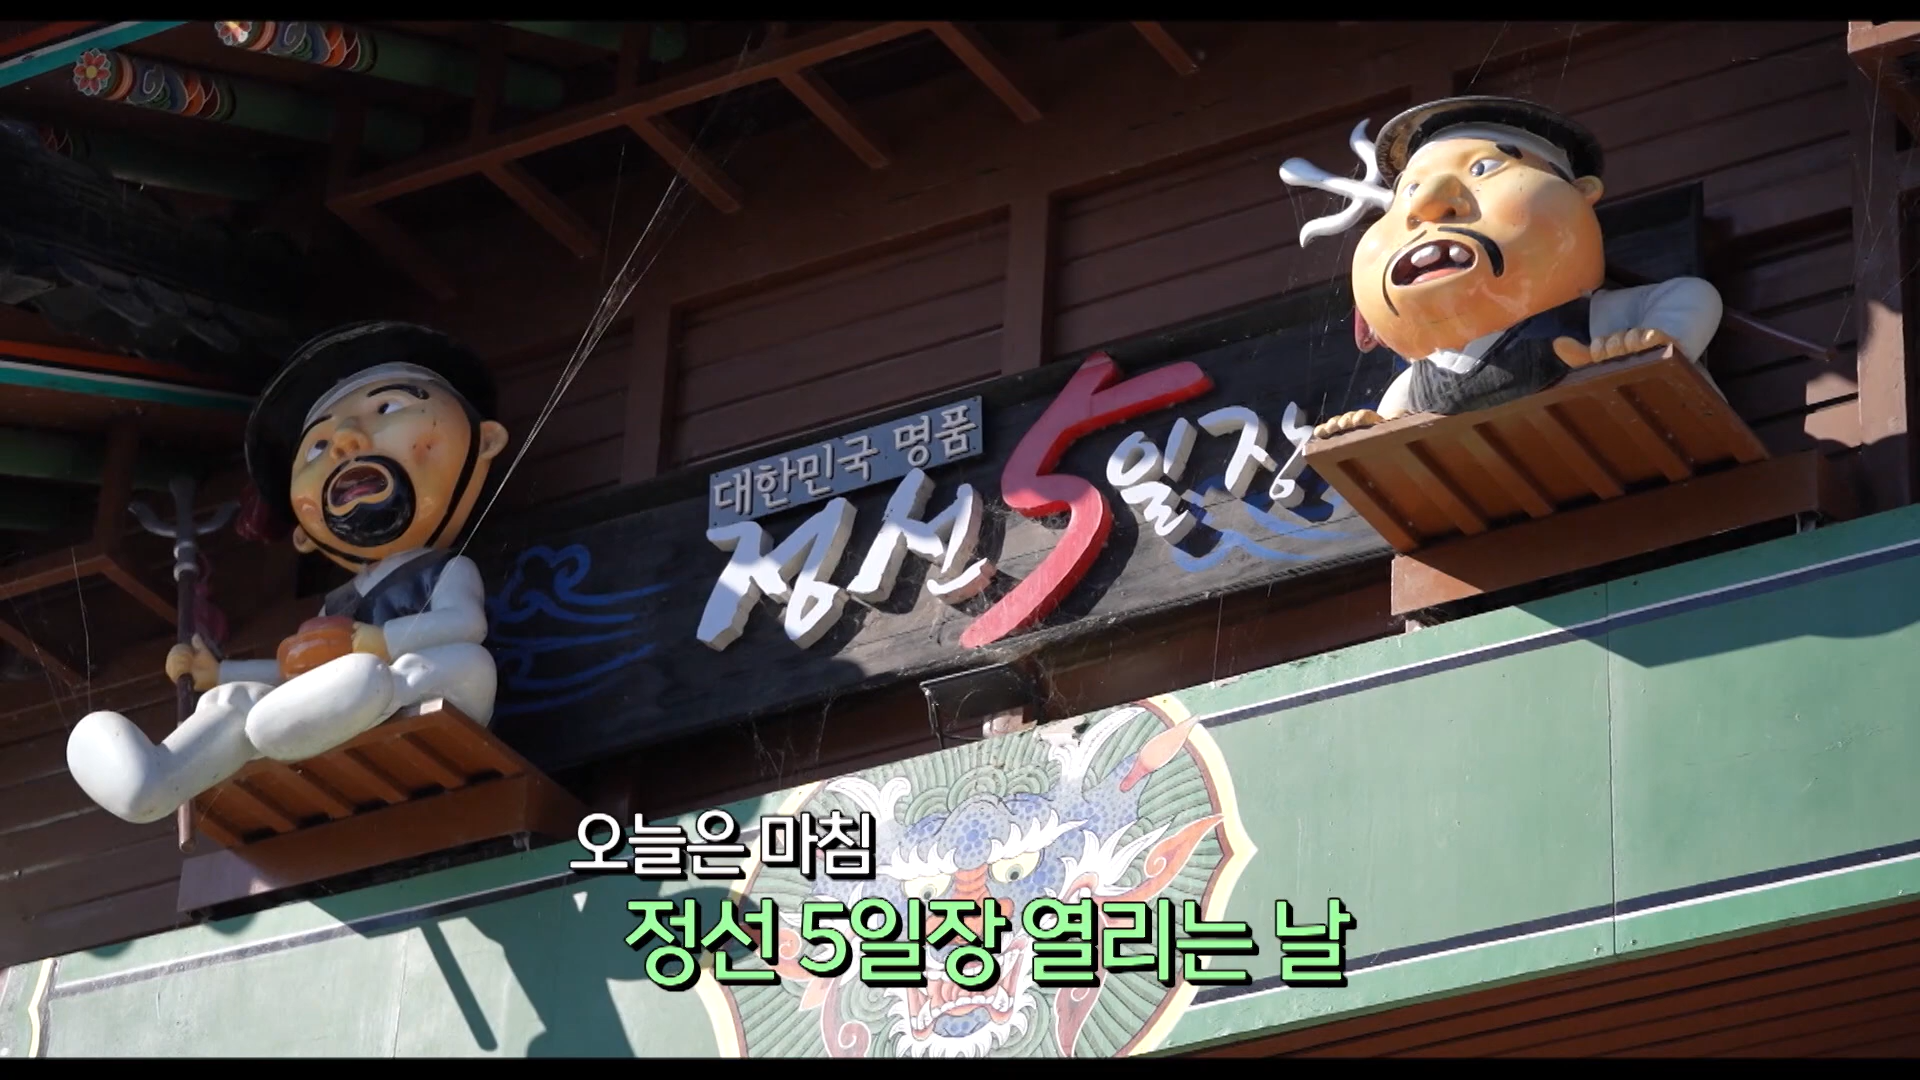 대한민국 명품
정선 5일장
오늘은 마침
정선 5일장 열리는 날